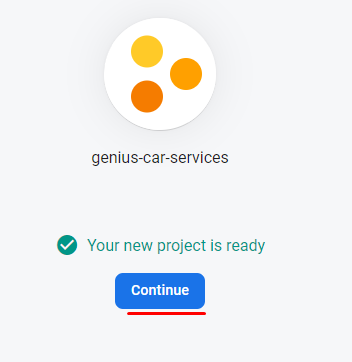 genius-car-services
Your new project is ready
Continue